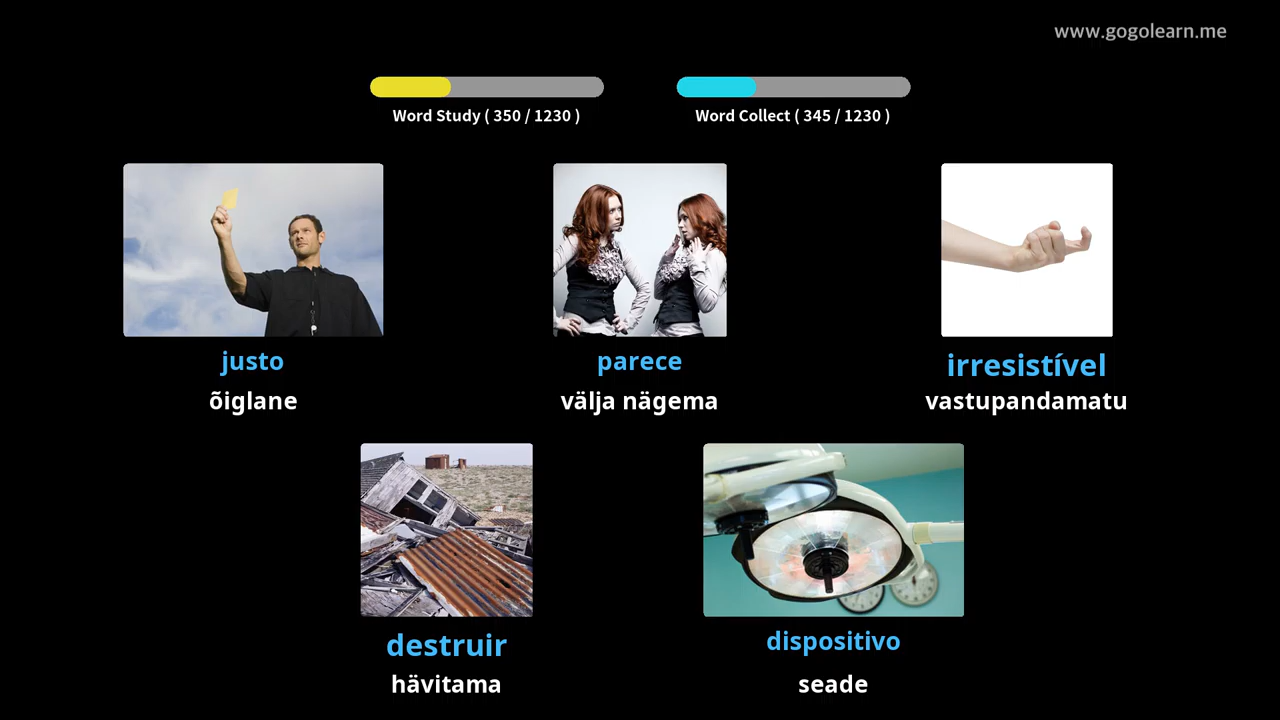 www.gogolearn.me
Word Study ( 350 / 1230 )
Word Collect ( 345 / 1230 )
justo
õiglane
parece
välja nägema
irresistível
vastupandamatu
destruir
hävitama
dispositivo
seade